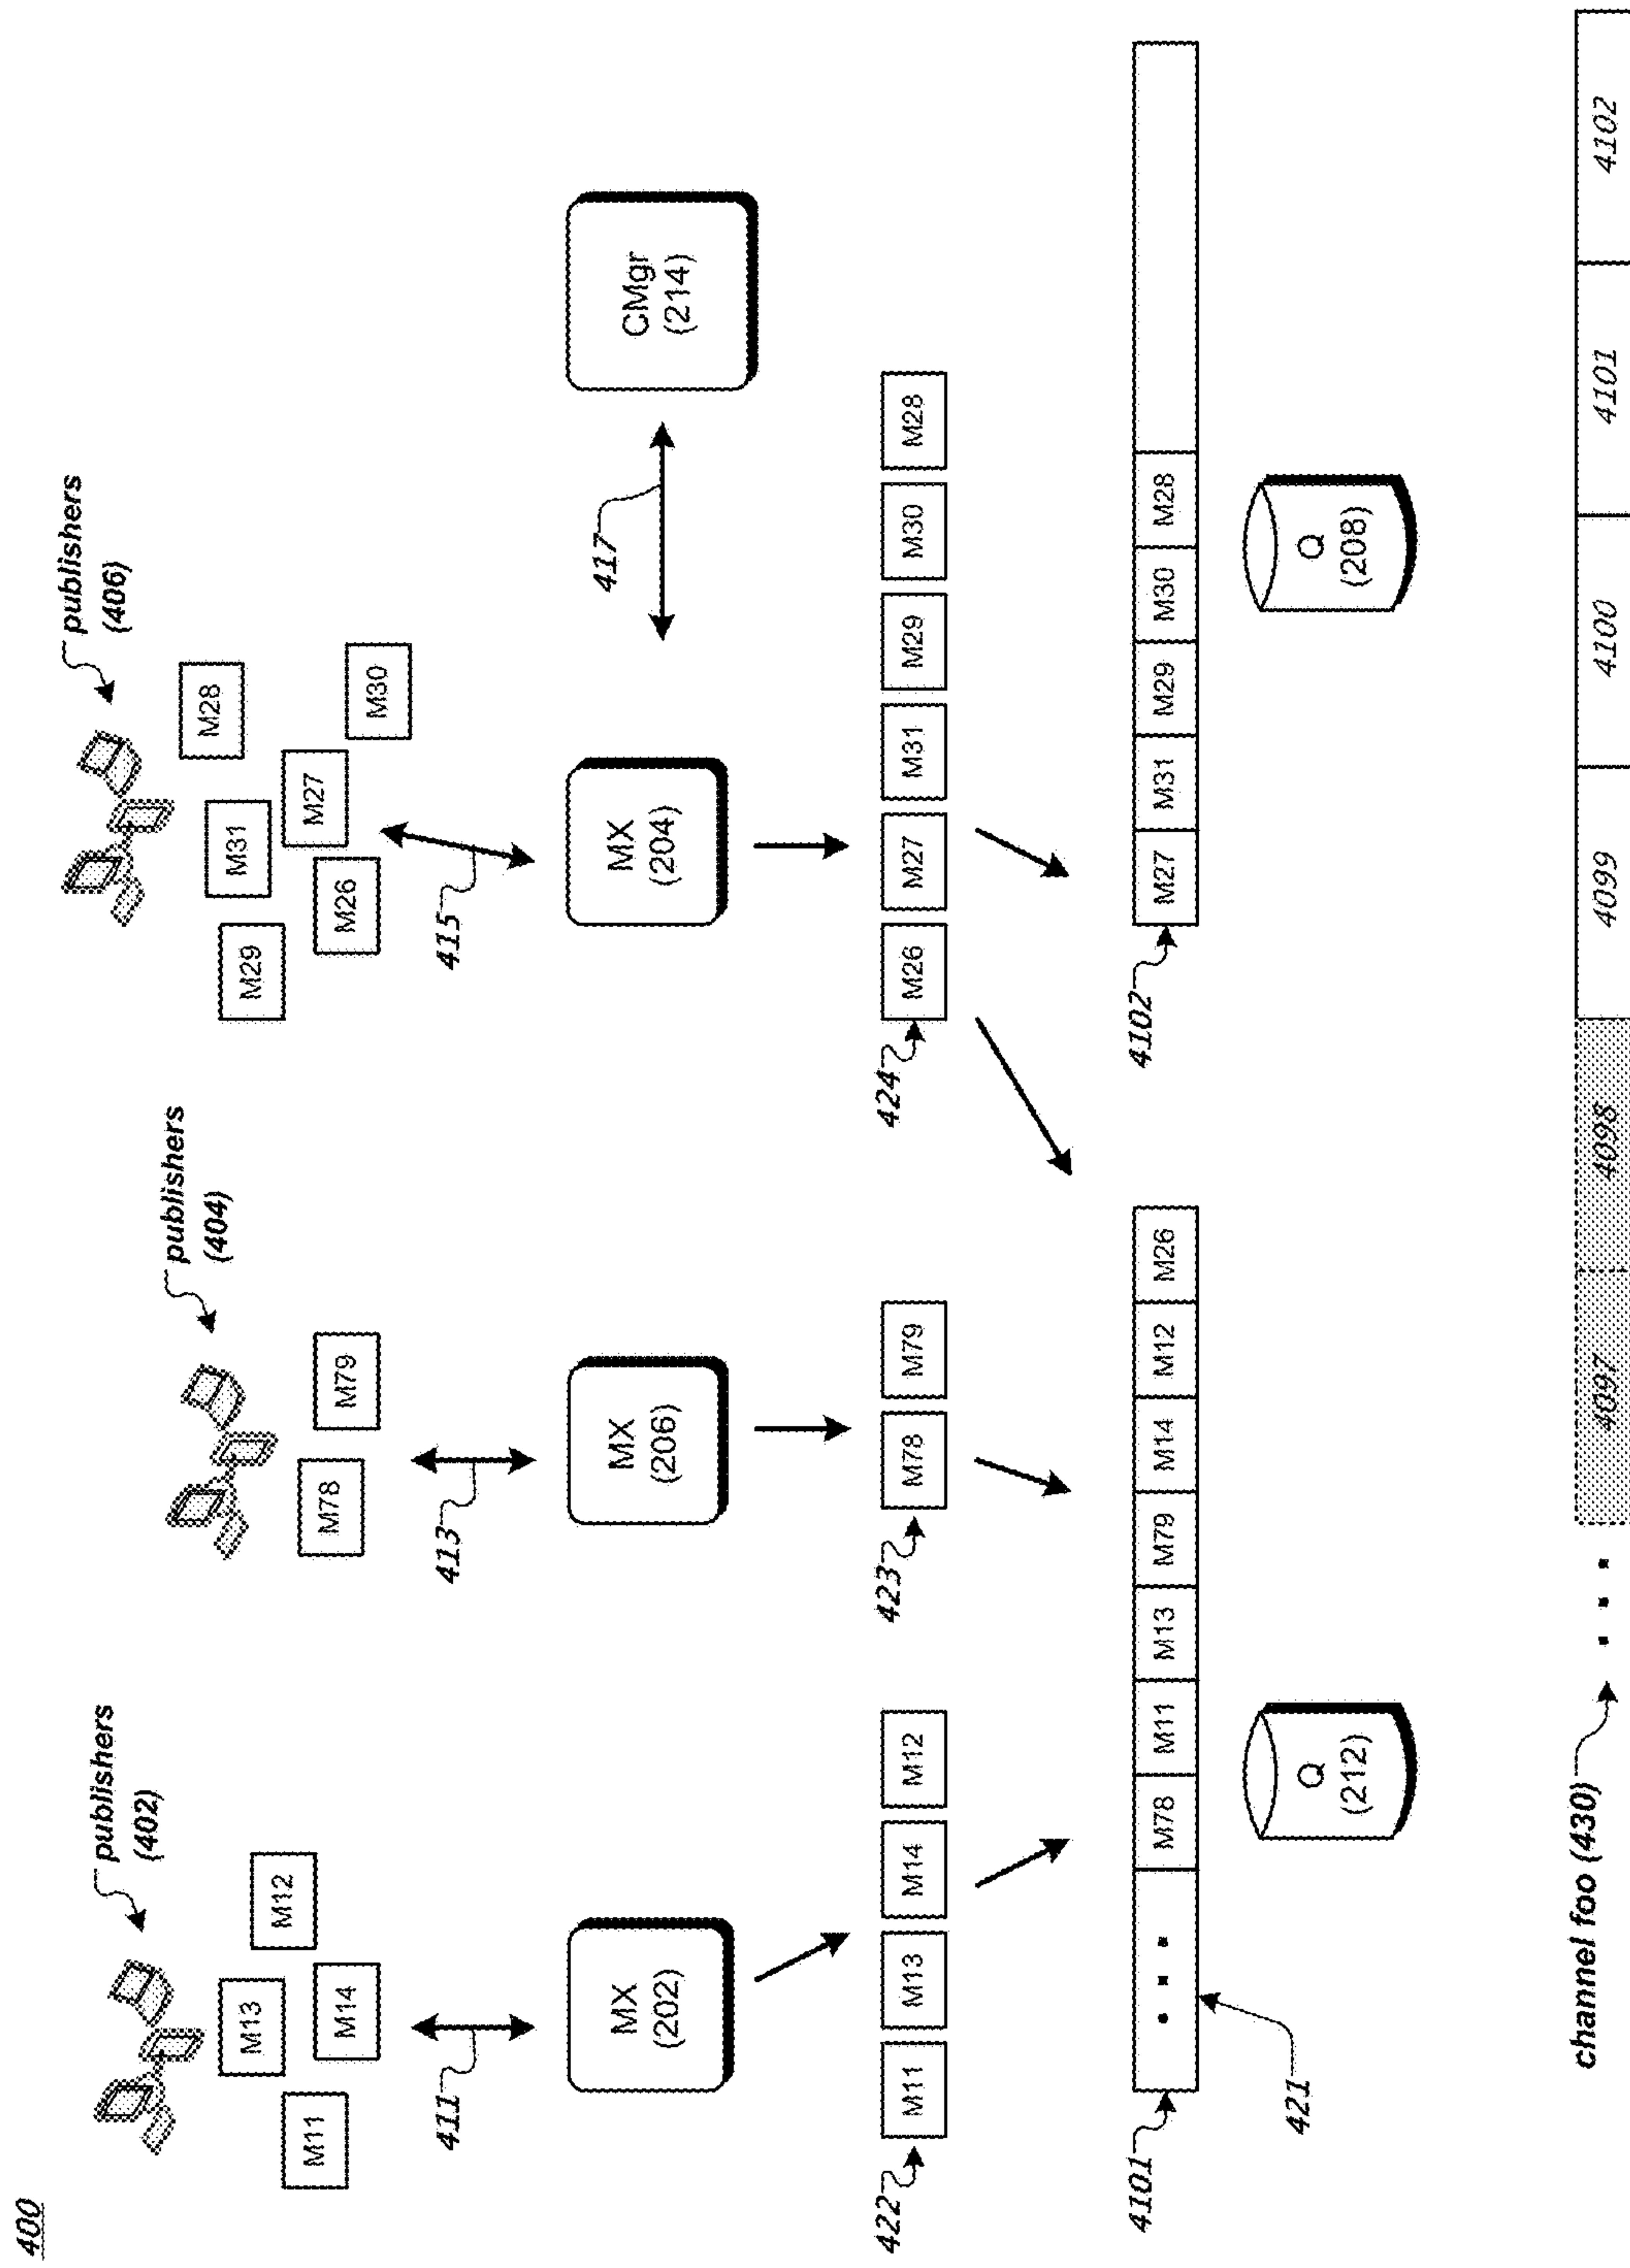 400
publishers
(402)
publishers
(404)
publishers
(406)
M11
M13
M14
M12
M78
M79
M29
M31
M26
M27
M28
M30
411
413
415
417
MX
(202)
MX
(206)
MX
(204)
CMgr
(214)
422
M11
M13
M14
M12
423
M78
M79
424
M26
M27
M31
M29
M30
M28
4101
M78
M11
M13
M79
M14
M12
M26
421
4102
M27
M31
M29
M30
M28
Q
(212)
Q
(208)
channel foo (430)
4097
4098
4099
4100
4101
4102